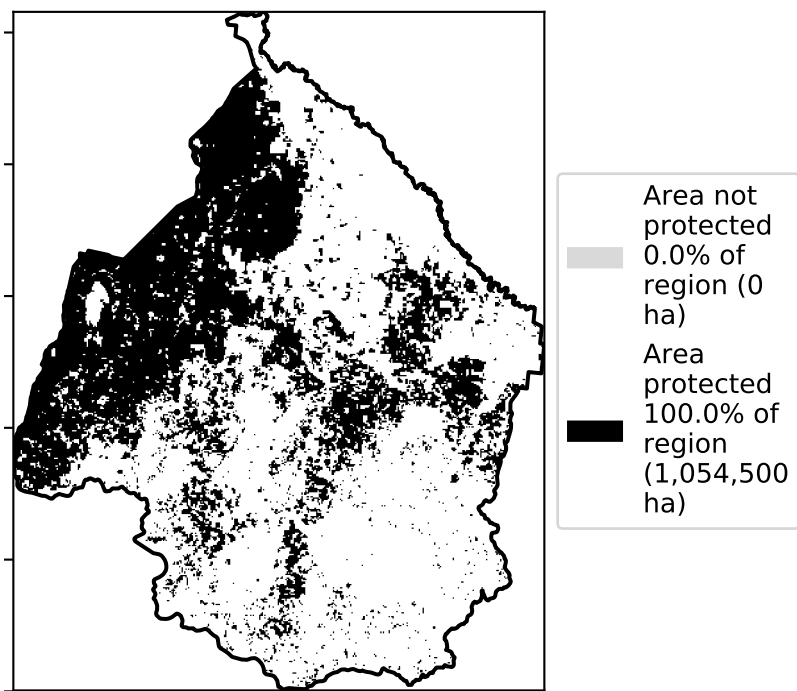 Area not
protected
0.0% of
region (0
ha)
Area
protected
100.0% of
region
(1,054,500
ha)